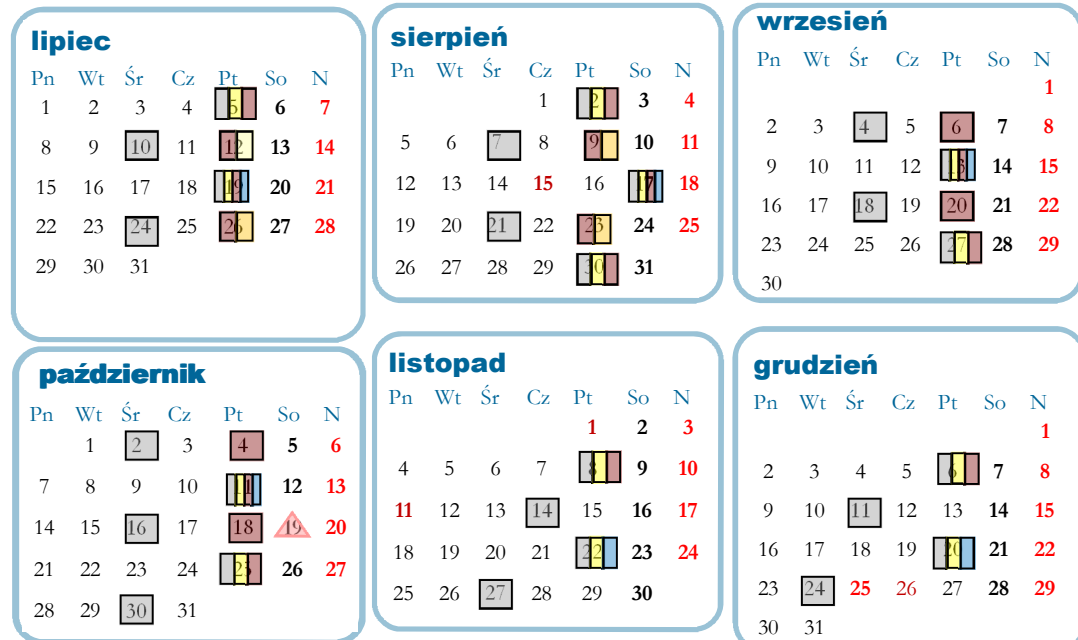 lipiec
Pn Wt Śr Cz Pt So N
1 2 3 4 5 6 7
8 9 10 11 12 13 14
15 16 17 18 19 20 21
22 23 24 25 26 27 28
29 30 31
sierpień
Pn Wt Śr Cz Pt So N
1 2 3 4
5 6 7 8 9 10 11
12 13 14 15 16 17 18
19 20 21 22 23 24 25
26 27 28 29 30 31
wrzesień
Pn Wt Śr Cz Pt So N
1
2 3 4 5 6 7 8
9 10 11 12 13 14 15
16 17 18 19 20 21 22
23 24 25 26 27 28 29
30
październik
Pn Wt Śr Cz Pt So N
1 2 3 4 5 6
7 8 9 10 11 12 13
14 15 16 17 18 19 20
21 22 23 24 25 26 27
28 29 30 31
listopad
Pn Wt Śr Cz Pt So N
1 2 3
4 5 6 7 8 9 10
11 12 13 14 15 16 17
18 19 20 21 22 23 24
25 26 27 28 29 30
grudzień
Pn Wt Śr Cz Pt So N
1
2 3 4 5 6 7 8
9 10 11 12 13 14 15
16 17 18 19 20 21 22
23 24 25 26 27 28 29
30 31